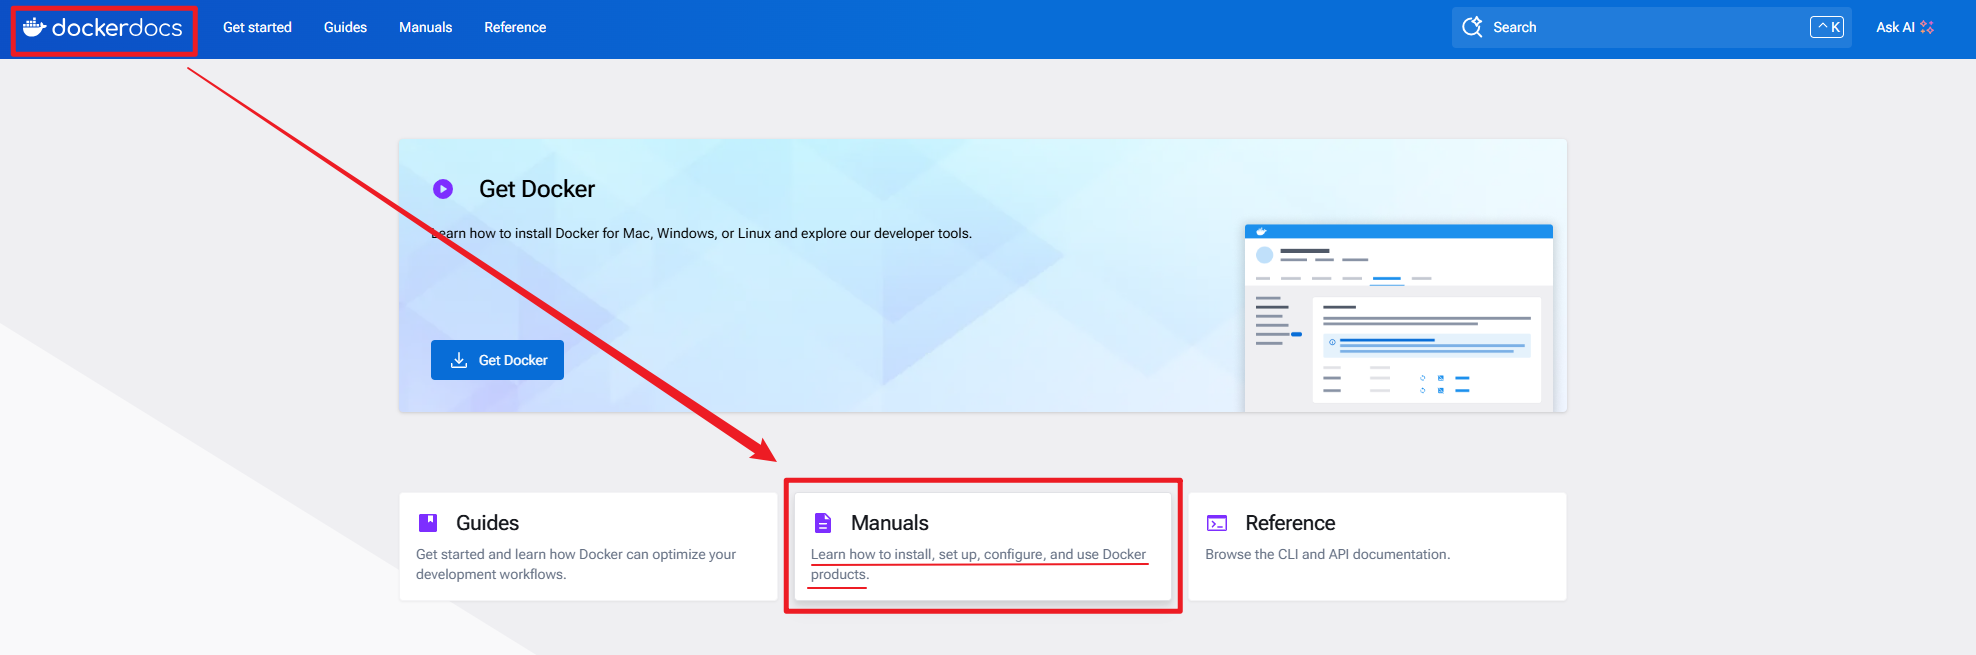 dockerdocs
Get started
Guides
Manuals
Reference
Search
^ K
Ask AI
Get Docker
Learn how to install Docker for Mac, Windows, or Linux and explore our developer tools.
Get Docker
Guides
Get started and learn how Docker can optimize your
development workflows.
Manuals
Learn how to install, set up, configure, and use Docker
products.
Reference
Browse the CLI and API documentation.